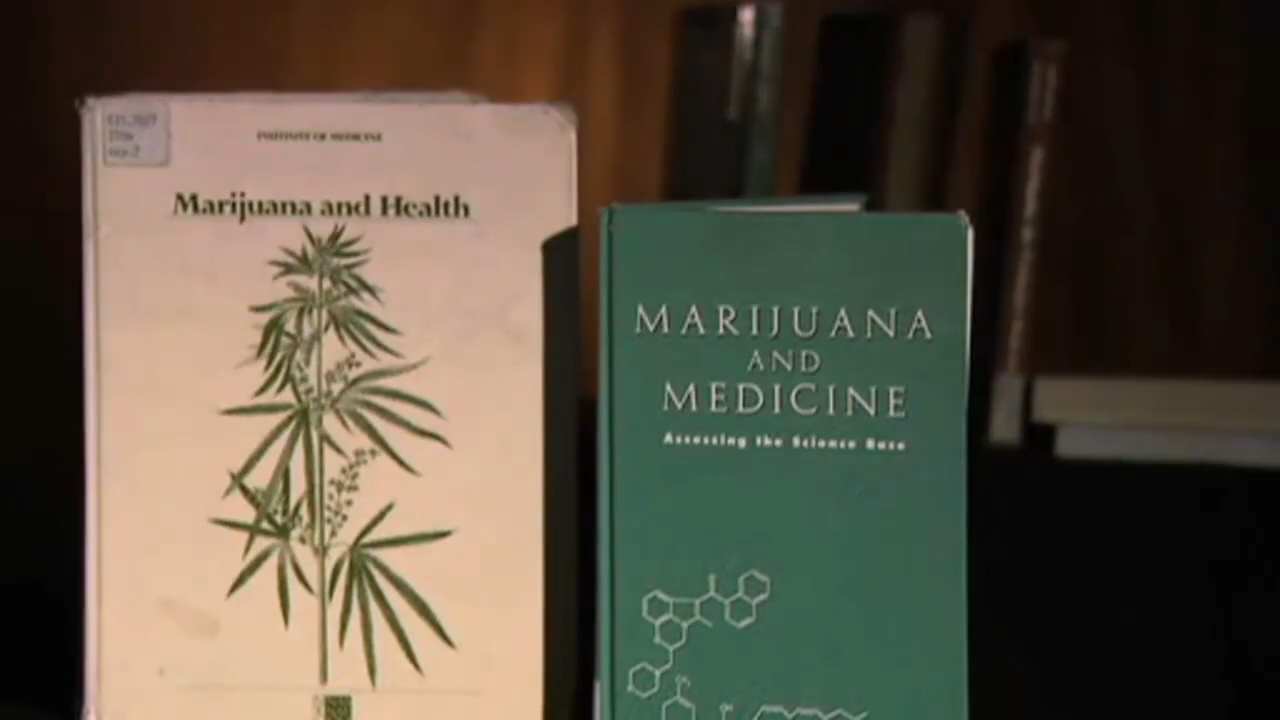 INSTITUTE OF MEDICINE
Marijuana and Health
MARIJUANA
AND
MEDICINE
Assessing the Science Base